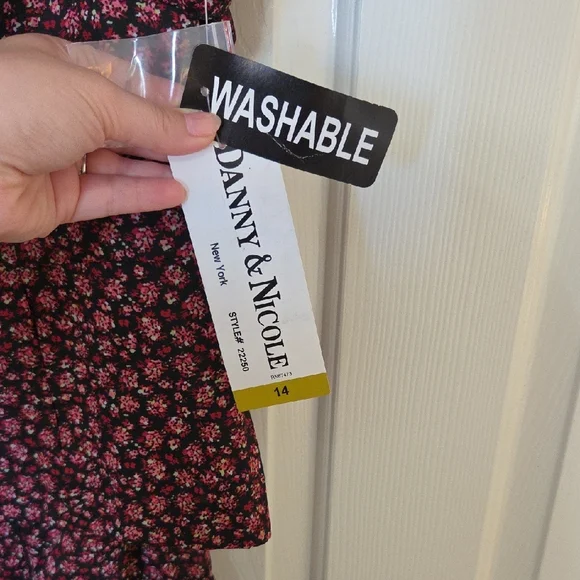 WASHABLE
DANNY & NICOLE
New York
STYLE# 22250
14